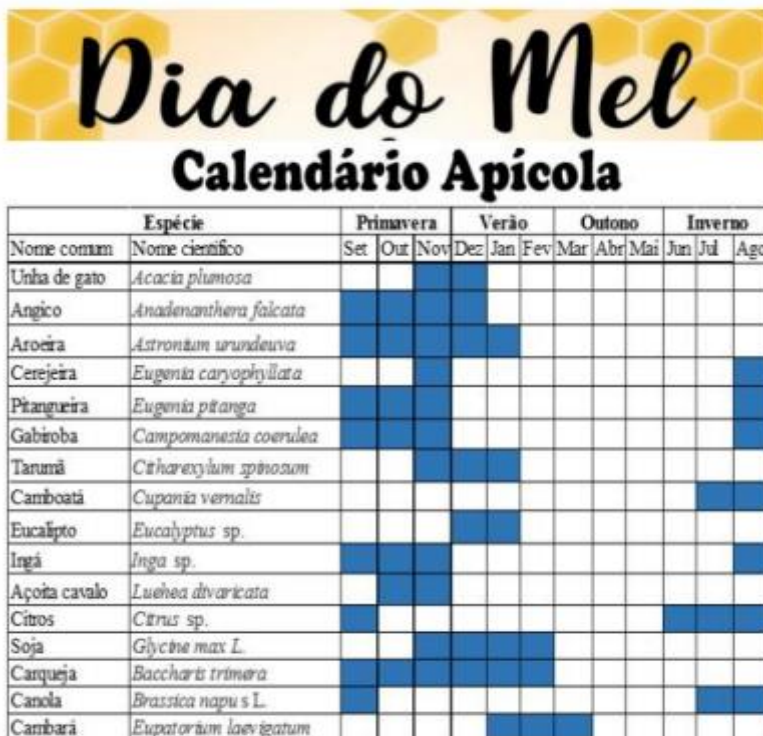 Dia do Mel
Calendário Apícola
Espécie Primavera Verão Outono Inverno
Nome comum Nome científico Set Out Nov Dez Jan Fev Mar Abr Mai Jun Jul Ago
Unha de gato Acacia plumosa
Angico Anadenanthera falcata
Aroeira Astronium urundeuva
Cerejeira Eugenia caryophyllata
Pitangueira Eugenia pitanga
Gabiroba Campomanesia coerulea
Tarumã Citharexylum spinosum
Camboatá Cupania vernalis
Eucalipto Eucalyptus sp.
Ingá Inga sp.
Açoita cavalo Luehea divaricata
Citros Citrus sp.
Soja Glycine max L.
Carqueja Baccharis trimera
Canola Brassica napus L.
Cambará Eupatorium laevigatum